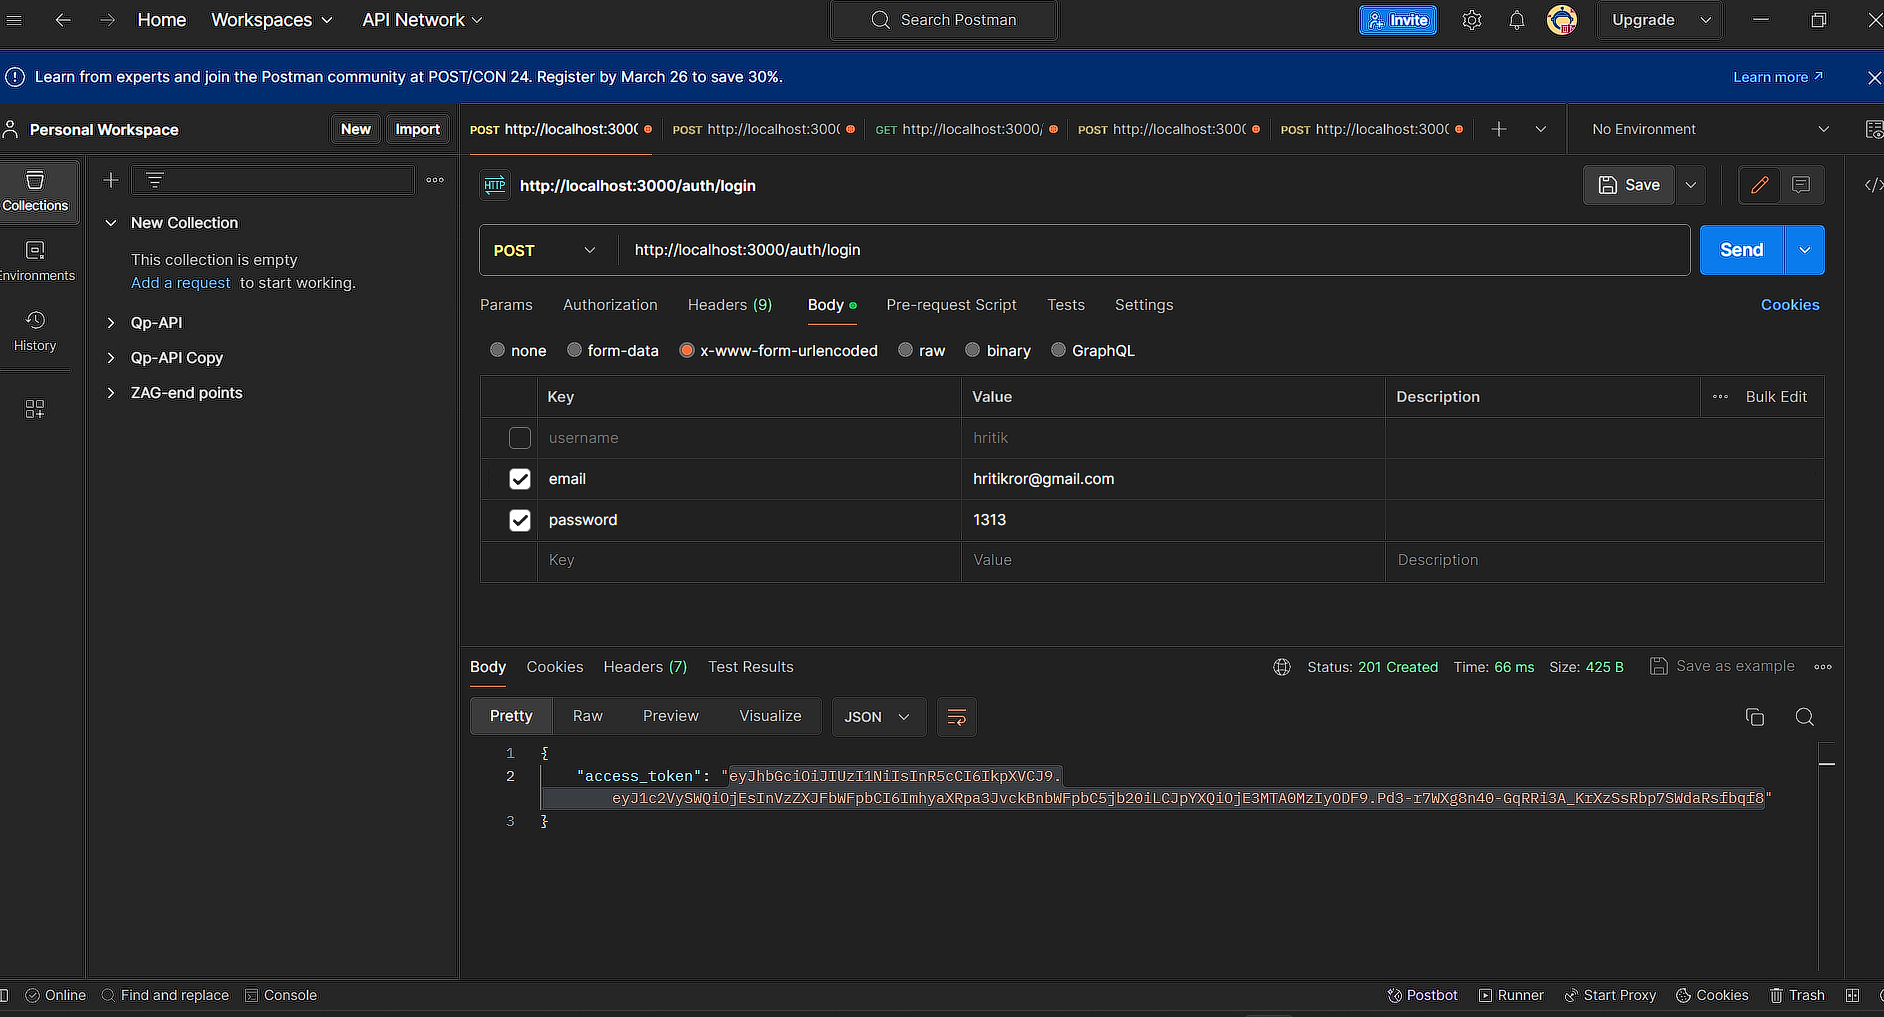 Home Workspaces API Network Search Postman Invite Upgrade
Learn from experts and join the Postman community at POST/CON 24. Register by March 26 to save 30%. Learn more
Personal Workspace New Import
POST http://localhost:3000 POST http://localhost:3000 GET http://localhost:3000/ POST http://localhost:3000 POST http://localhost:3000 No Environment
Collections
Environments
History
New Collection
This collection is empty
Add a request to start working.
Qp-API
Qp-API Copy
ZAG-end points
HTTP http://localhost:3000/auth/login Save
POST http://localhost:3000/auth/login Send
Params Authorization Headers (9) Body Pre-request Script Tests Settings Cookies
none form-data x-www-form-urlencoded raw binary GraphQL
Key Value Description Bulk Edit
username hritik
email hritikror@gmail.com
password 1313
Key Value Description
Body Cookies Headers (7) Test Results Status: 201 Created Time: 66 ms Size: 425 B Save as example
Pretty Raw Preview Visualize JSON
1 {
2 "access_token": "eyJhbGciOiJIUzI1NiIsInR5cCI6IkpXVCJ9.
eyJ1c2VySWQiOjEsInVzZXJFbWFpbCI6ImhyaXRpa3JvckBnbWFpbC5jb20iLCJpYXQiOjE3MTA0MzIyODF9.Pd3-r7WXg8n40-GqRRi3A_KrXzSsRbp7SWdaRsfbqf8"
3 }
Online Find and replace Console Postbot Runner Start Proxy Cookies Trash